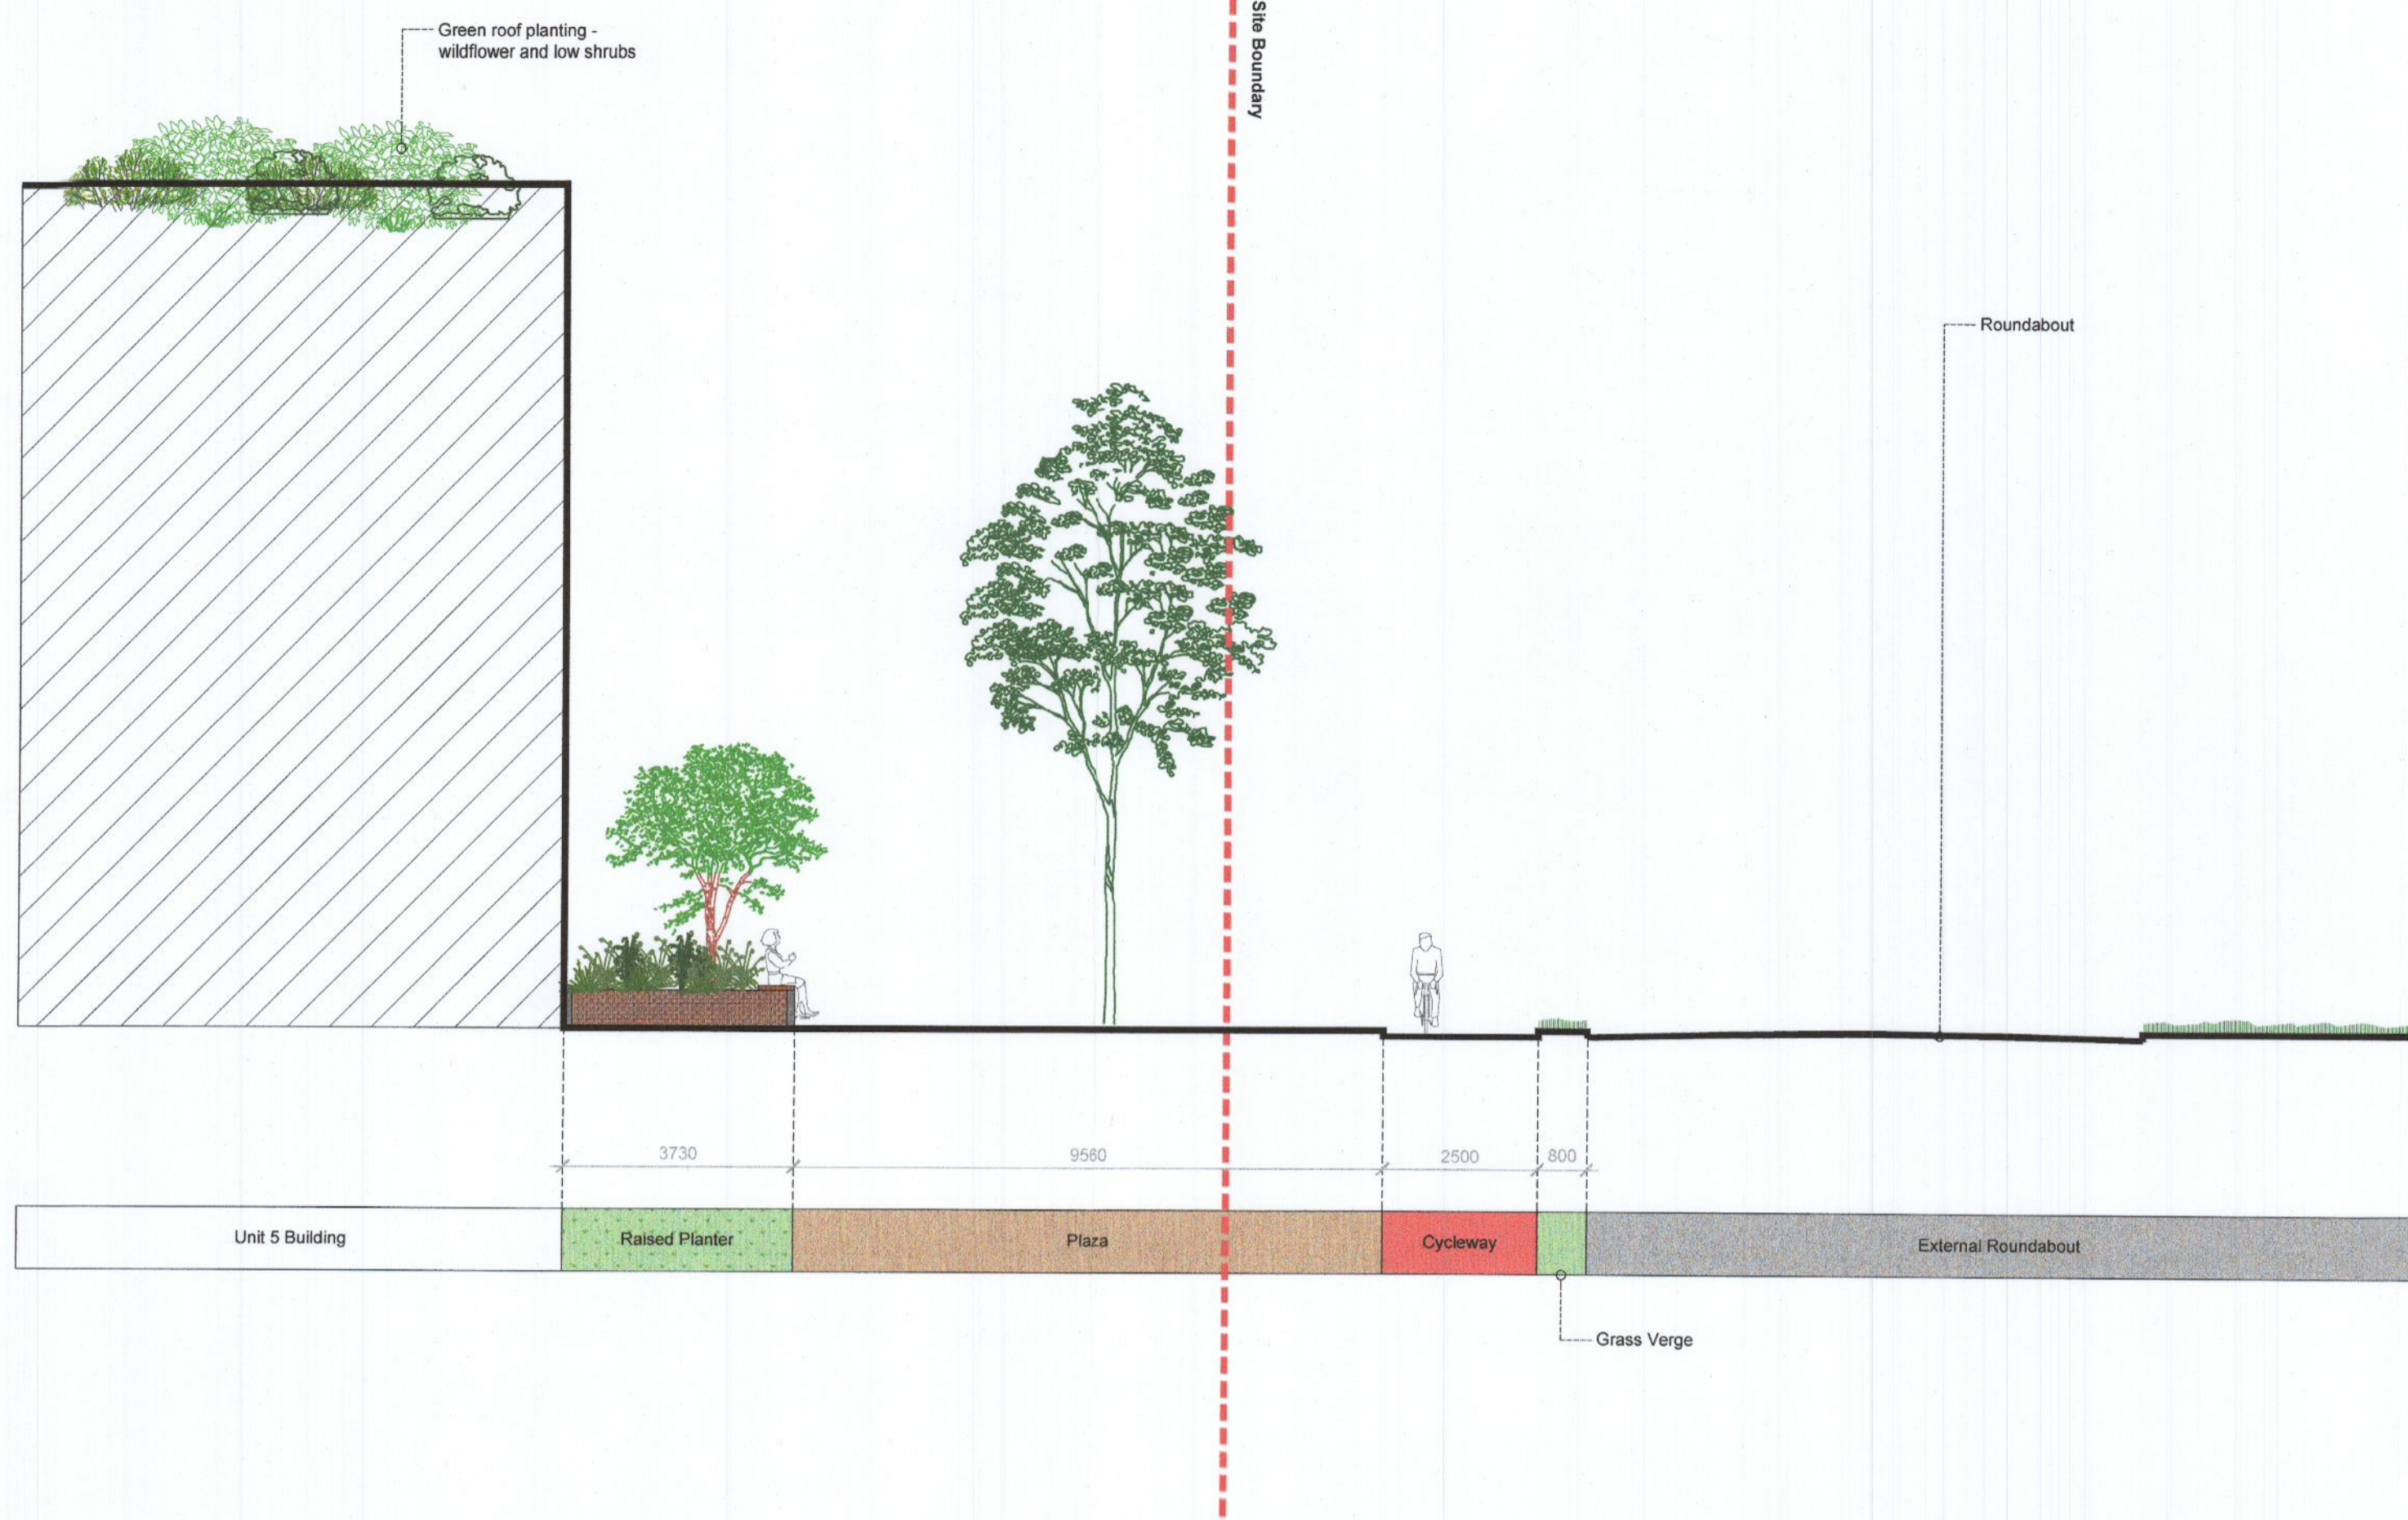 Green roof planting -
wildflower and low shrubs
Site Boundary
Roundabout
3730
9560
2500
800
Unit 5 Building
Raised Planter
Plaza
Cycleway
External Roundabout
Grass Verge